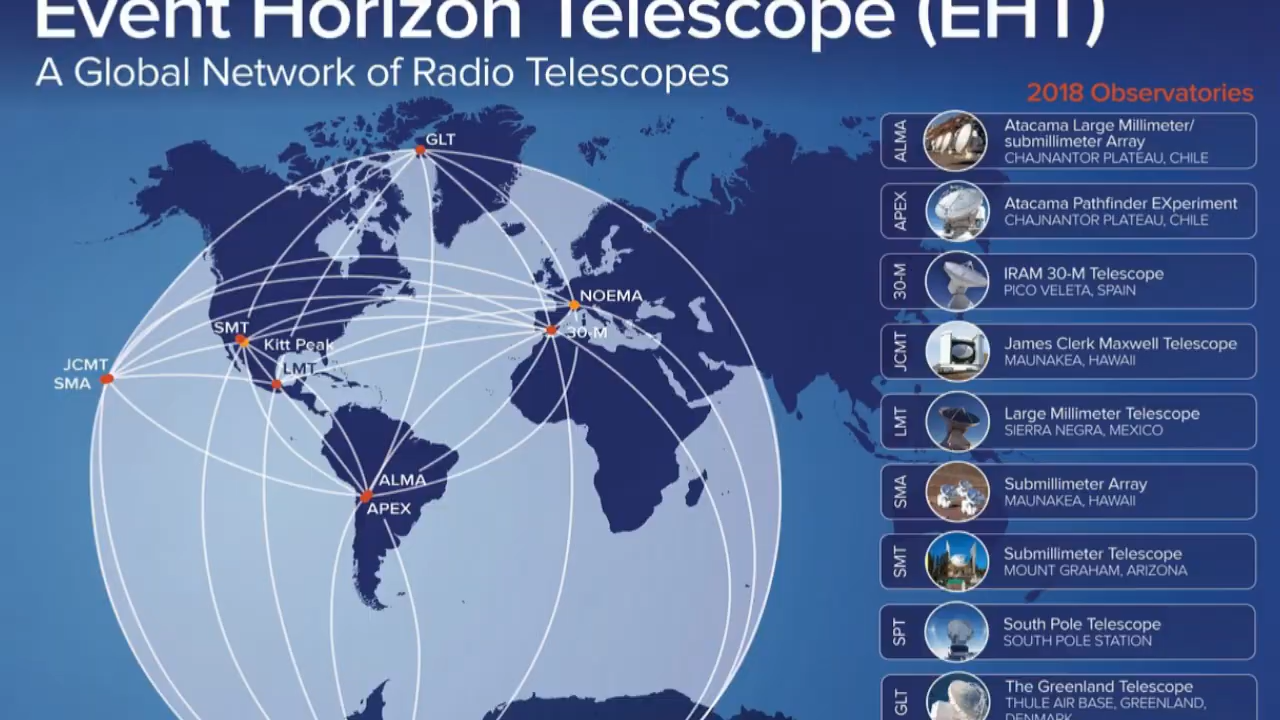 Event Horizon Telescope (EHT)
A Global Network of Radio Telescopes
2018 Observatories
GLT
NOEMA
30-M
SMT
Kitt Peak
LMT
JCMT
SMA
ALMA
APEX
ALMA
Atacama Large Millimeter/
submillimeter Array
CHAJNANTOR PLATEAU, CHILE
APEX
Atacama Pathfinder EXperiment
CHAJNANTOR PLATEAU, CHILE
30-M
IRAM 30-M Telescope
PICO VELETA, SPAIN
JCMT
James Clerk Maxwell Telescope
MAUNAKEA, HAWAII
LMT
Large Millimeter Telescope
SIERRA NEGRA, MEXICO
SMA
Submillimeter Array
MAUNAKEA, HAWAII
SMT
Submillimeter Telescope
MOUNT GRAHAM, ARIZONA
SPT
South Pole Telescope
SOUTH POLE STATION
GLT
The Greenland Telescope
THULE AIR BASE, GREENLAND,
DENMARK